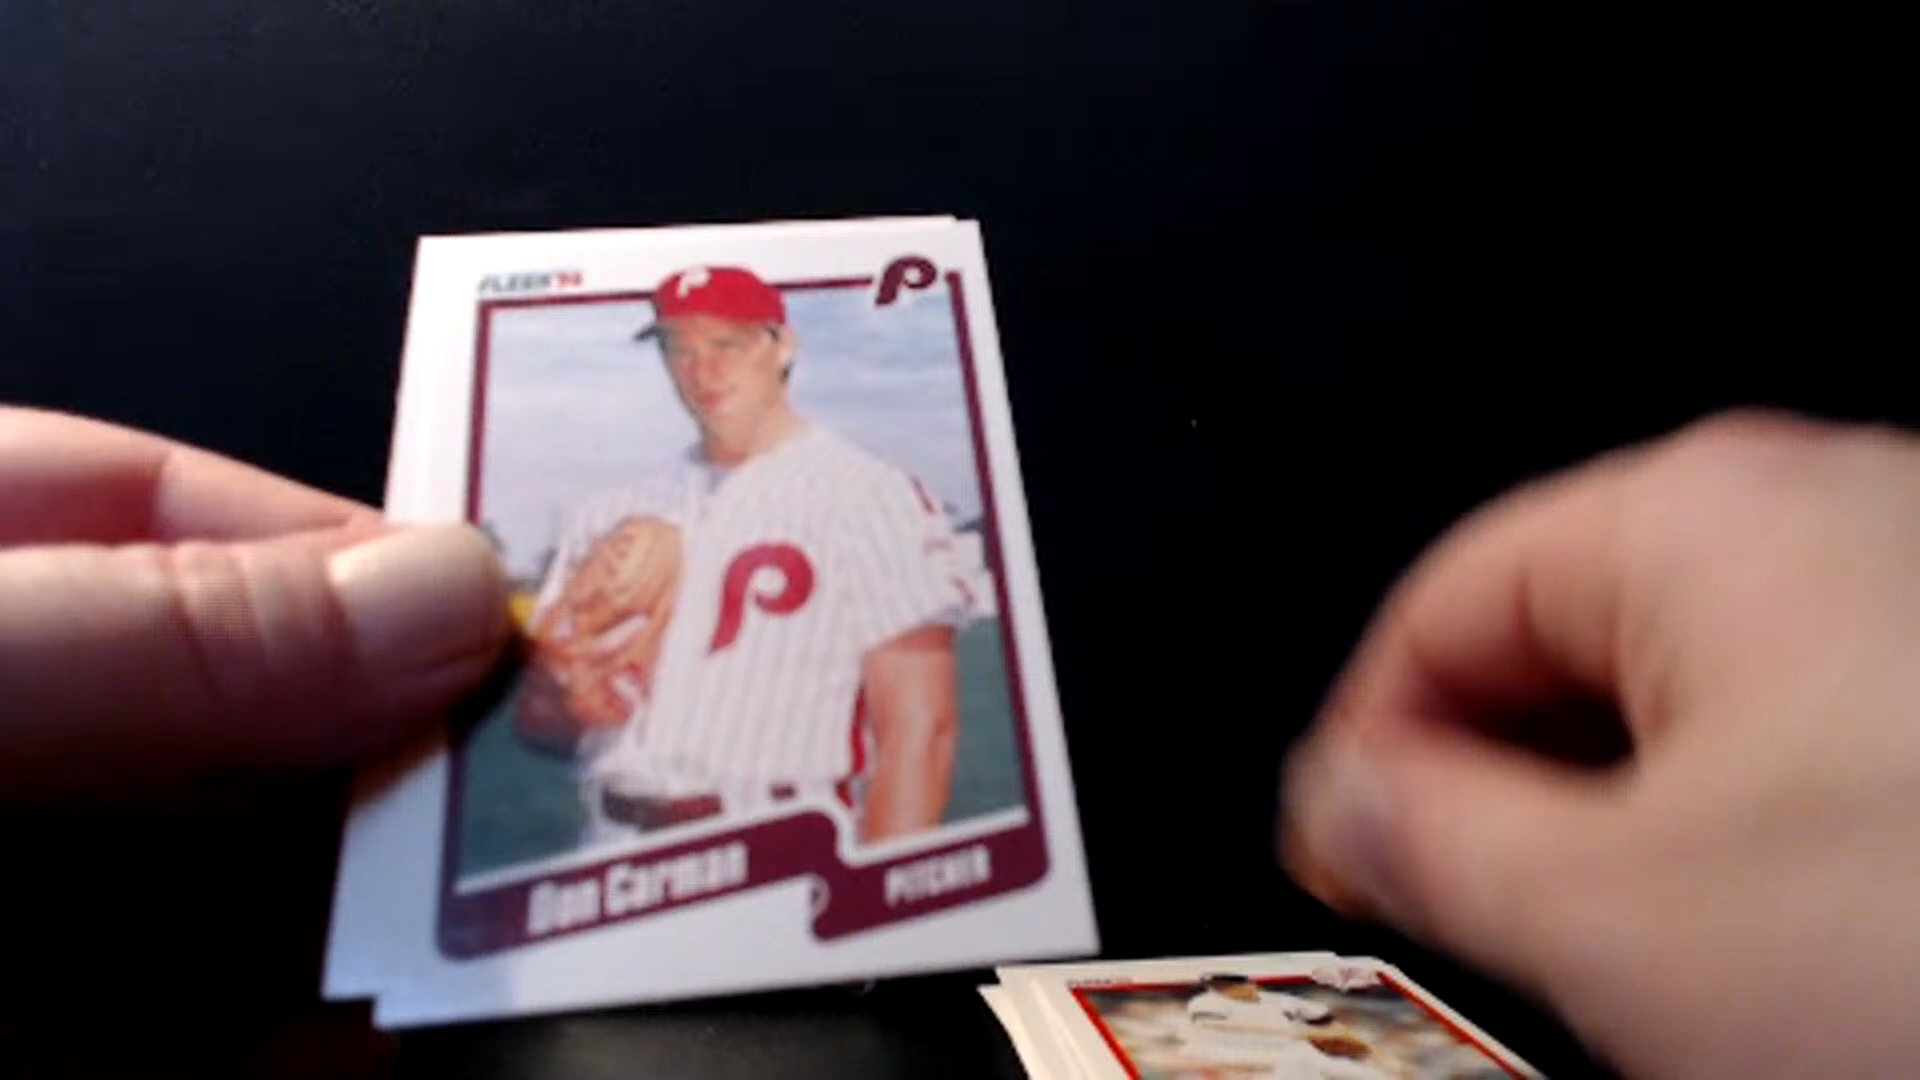 FLEER '90
P
P
P
Don Carman
PITCHER